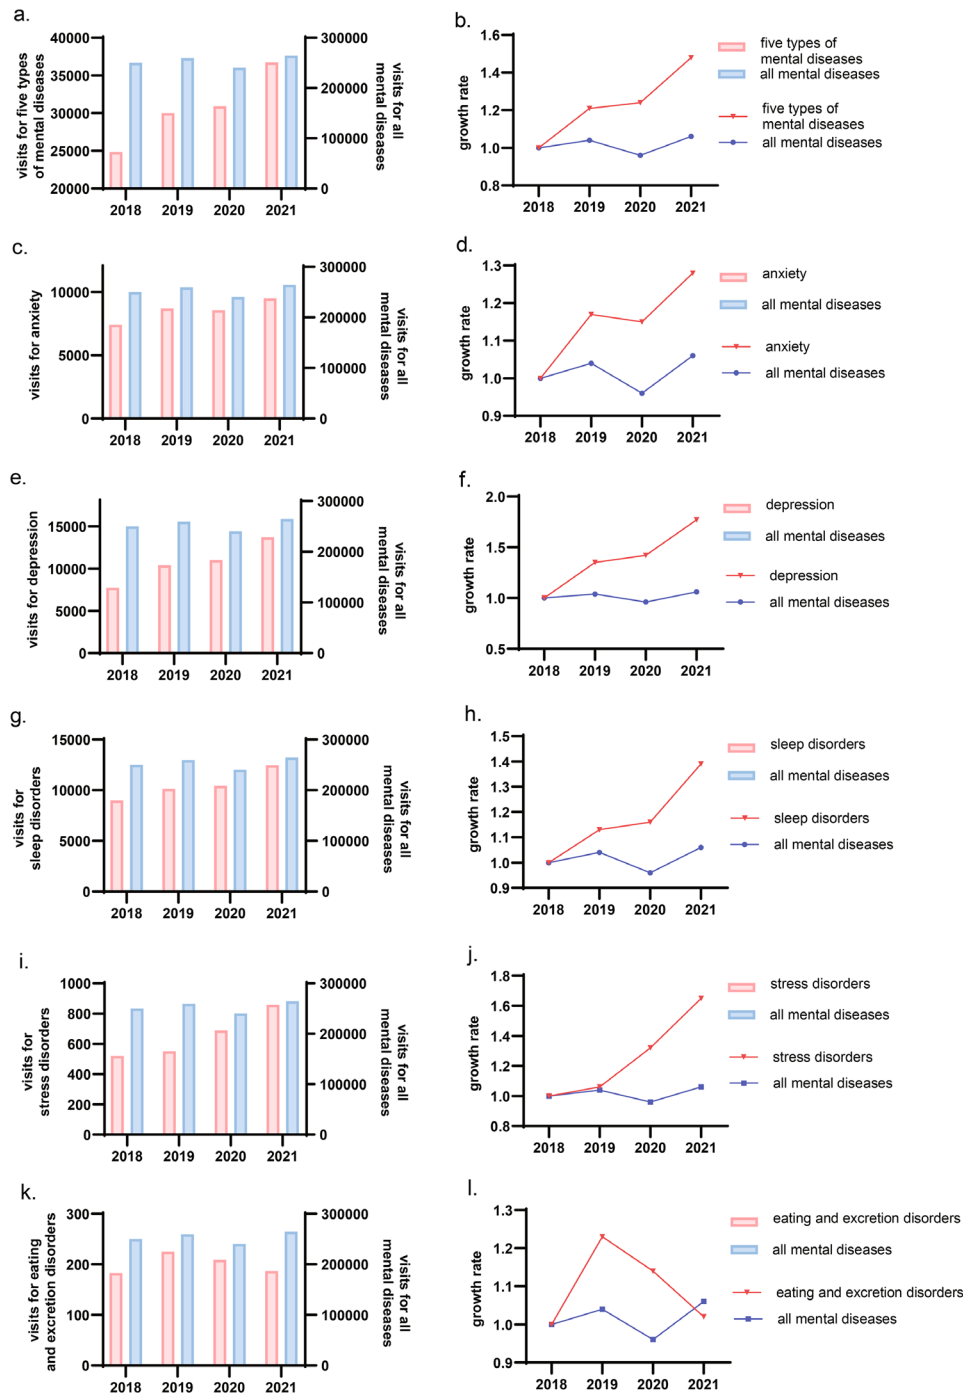 a.
visits for five types
of mental diseases
40000
35000
30000
25000
20000
300000
200000
100000
0
visits for all
mental diseases
2018 2019 2020 2021
b.
growth rate
1.6
1.4
1.2
1.0
0.8
2018 2019 2020 2021
five types of
mental diseases
all mental diseases
five types of
mental diseases
all mental diseases
c.
visits for anxiety
10000
5000
0
300000
200000
100000
0
visits for all
mental diseases
2018 2019 2020 2021
d.
growth rate
1.3
1.2
1.1
1.0
0.9
2018 2019 2020 2021
anxiety
all mental diseases
anxiety
all mental diseases
e.
visits for depression
15000
10000
5000
0
300000
200000
100000
0
visits for all
mental diseases
2018 2019 2020 2021
f.
growth rate
2.0
1.5
1.0
0.5
2018 2019 2020 2021
depression
all mental diseases
depression
all mental diseases
g.
visits for
sleep disorders
15000
10000
5000
0
300000
200000
100000
0
visits for all
mental diseases
2018 2019 2020 2021
h.
growth rate
1.5
1.4
1.3
1.2
1.1
1.0
0.9
2018 2019 2020 2021
sleep disorders
all mental diseases
sleep disorders
all mental diseases
i.
visits for
stress disorders
1000
800
600
400
200
0
300000
200000
100000
0
visits for all
mental diseases
2018 2019 2020 2021
j.
growth rate
1.8
1.6
1.4
1.2
1.0
0.8
2018 2019 2020 2021
stress disorders
all mental diseases
stress disorders
all mental diseases
k.
visits for eating
and excretion disorders
300
200
100
0
300000
200000
100000
0
visits for all
mental diseases
2018 2019 2020 2021
l.
growth rate
1.3
1.2
1.1
1.0
0.9
2018 2019 2020 2021
eating and excretion disorders
all mental diseases
eating and excretion disorders
all mental diseases